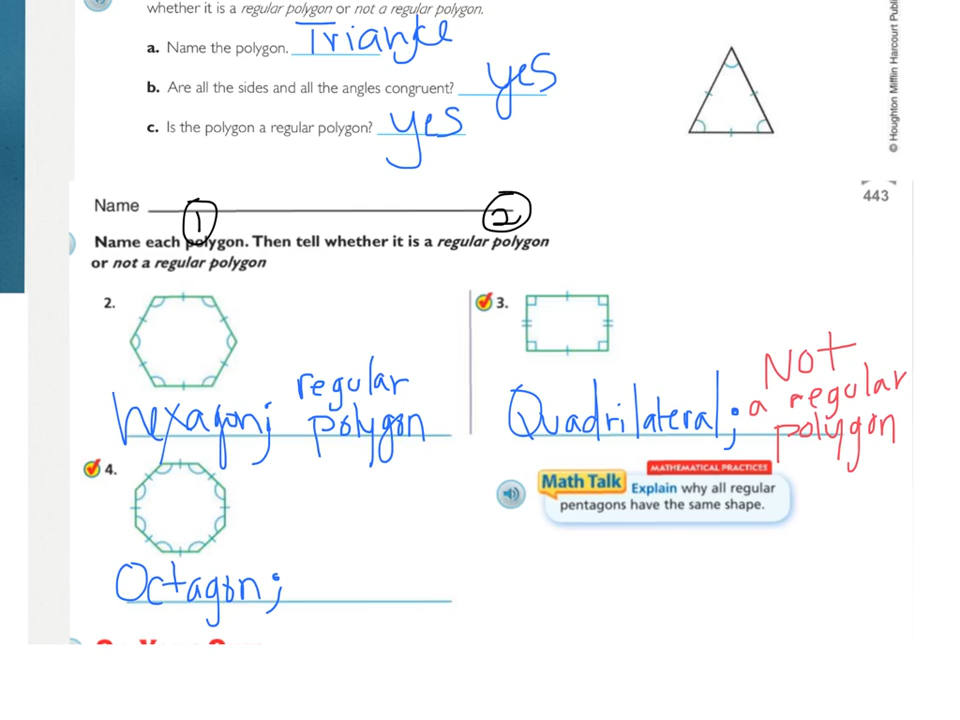 whether it is a regular polygon or not a regular polygon.
a. Name the polygon. Triangle
b. Are all the sides and all the angles congruent? yes
c. Is the polygon a regular polygon? yes
© Houghton Mifflin Harcourt Publ
443
Name
1 2
Name each polygon. Then tell whether it is a regular polygon
or not a regular polygon
2.
hexagon; regular
polygon
3.
Quadrilateral; Not
a regular
polygon
4.
Octagon;
MATHEMATICAL PRACTICES
Math Talk Explain why all regular
pentagons have the same shape.